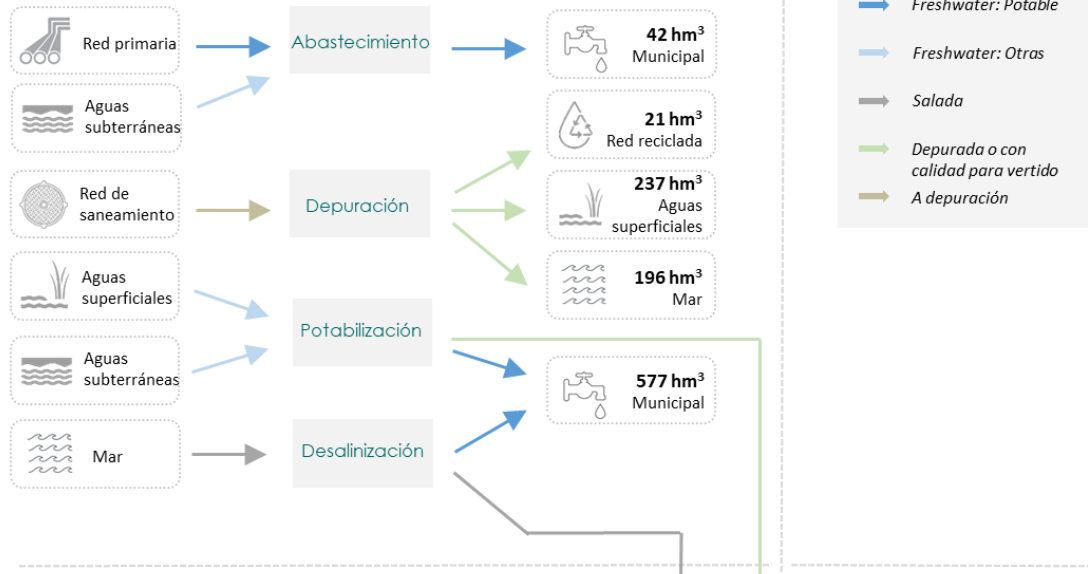 Red primaria
Abastecimiento
42 hm³
Municipal
Aguas
subterráneas
21 hm³
Red reciclada
Red de
saneamiento
Depuración
237 hm³
Aguas
superficiales
Aguas
superficiales
196 hm³
Mar
Potabilización
Aguas
subterráneas
577 hm³
Municipal
Mar
Desalinización
Freshwater: Potable
Freshwater: Otras
Salada
Depurada o con
calidad para vertido
A depuración